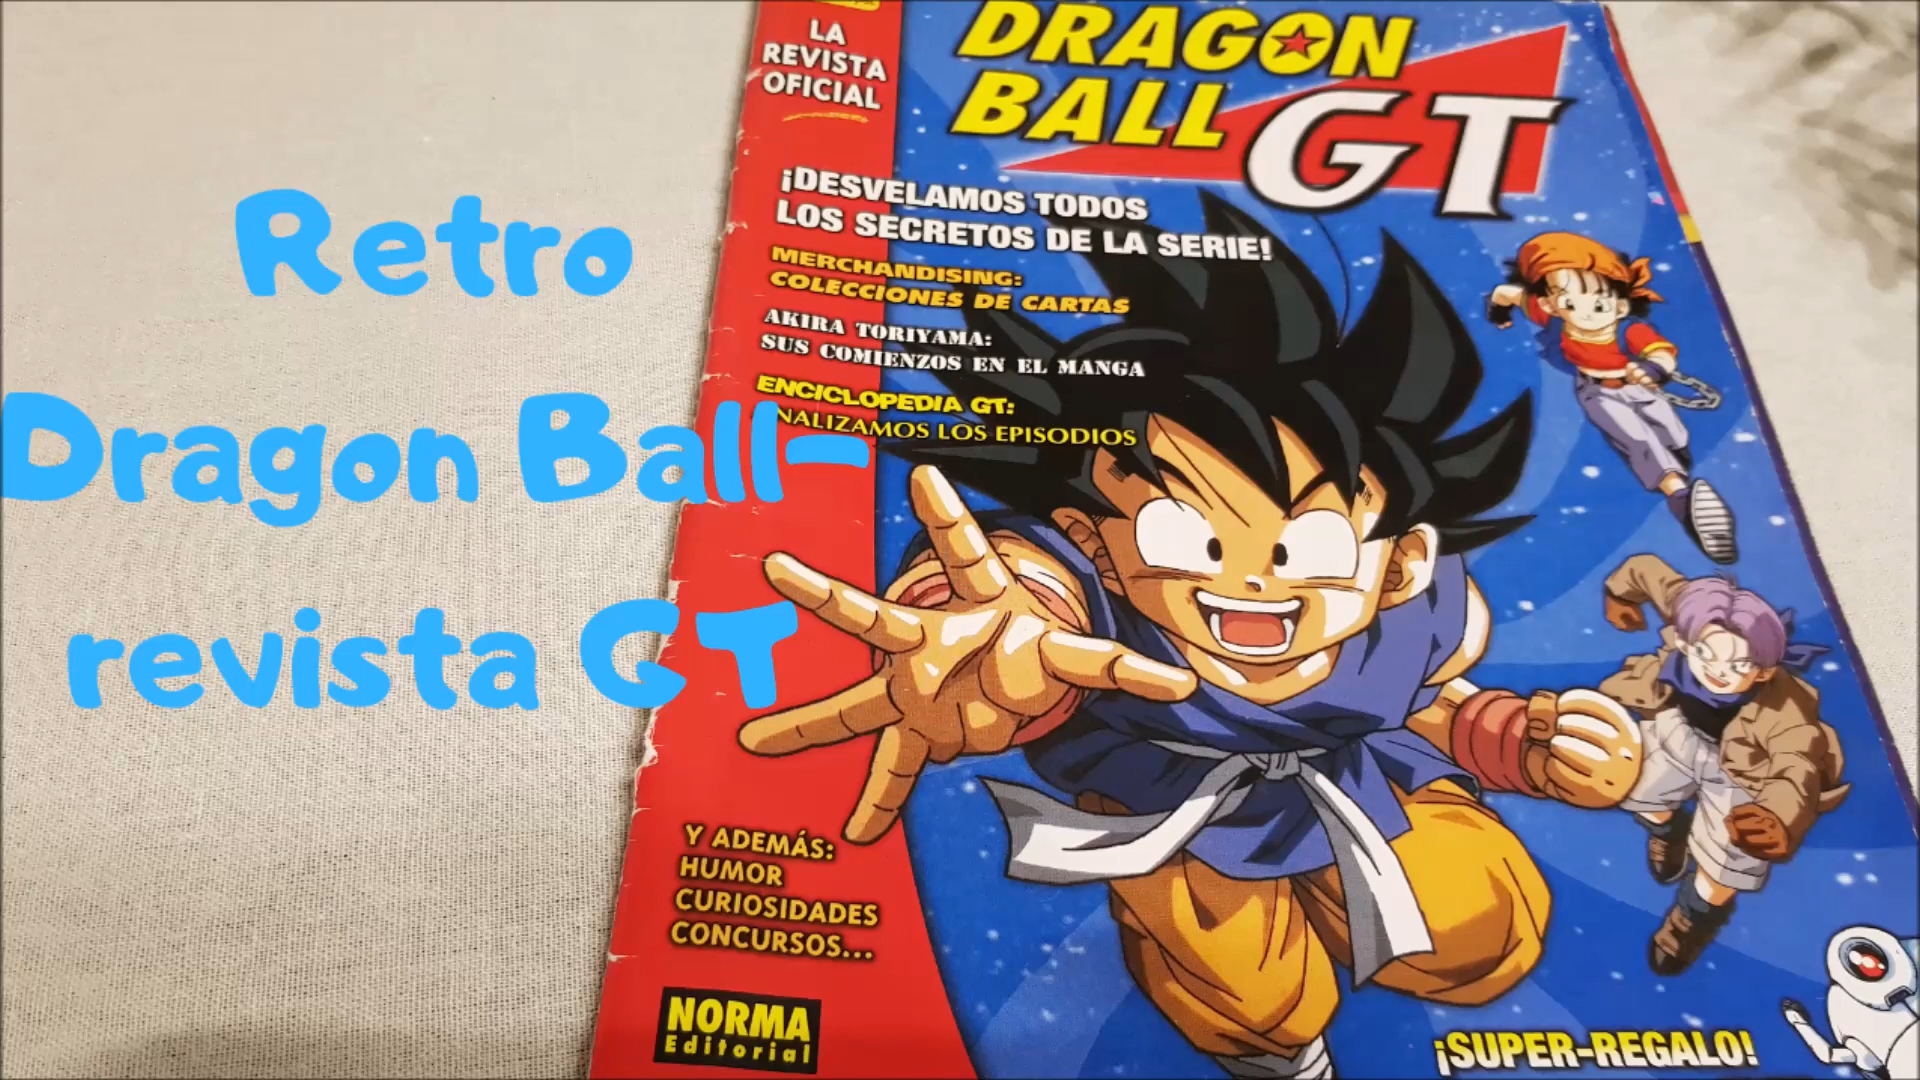 Retro
Dragon Ball-
revista GT
LA
REVISTA
OFICIAL
DRAGON
BALL GT
¡DESVELAMOS TODOS
LOS SECRETOS DE LA SERIE!
MERCHANDISING:
COLECCIONES DE CARTAS
AKIRA TORIYAMA:
SUS COMIENZOS EN EL MANGA
ENCICLOPEDIA GT:
ANALIZAMOS LOS EPISODIOS
Y ADEMÁS:
HUMOR
CURIOSIDADES
CONCURSOS...
NORMA
Editorial
¡SUPER-REGALO!